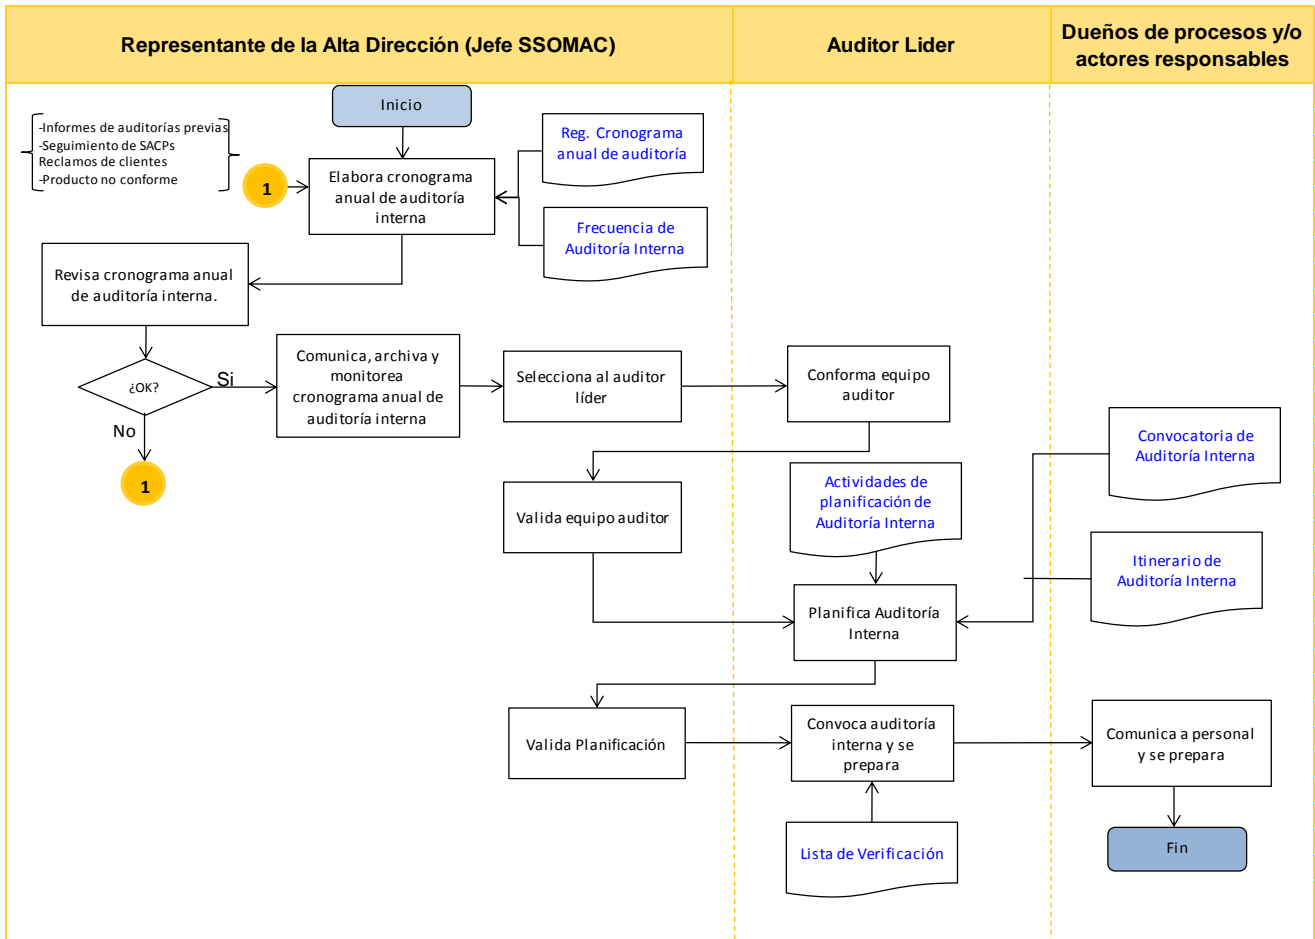 Representante de la Alta Dirección (Jefe SSOMAC)
Auditor Lider
Dueños de procesos y/o
actores responsables
Inicio
-Informes de auditorías previas
-Seguimiento de SACPs
Reclamos de clientes
-Producto no conforme
1
Elabora cronograma
anual de auditoría
interna
Reg. Cronograma
anual de auditoría
Frecuencia de
Auditoría Interna
Revisa cronograma anual
de auditoría interna.
¿OK?
Si
No
1
Comunica, archiva y
monitorea
cronograma anual de
auditoría interna
Selecciona al auditor
líder
Conforma equipo
auditor
Convocatoria de
Auditoría Interna
Valida equipo auditor
Actividades de
planificación de
Auditoría Interna
Itinerario de
Auditoría Interna
Planifica Auditoría
Interna
Valida Planificación
Convoca auditoría
interna y se
prepara
Comunica a personal
y se prepara
Lista de Verificación
Fin